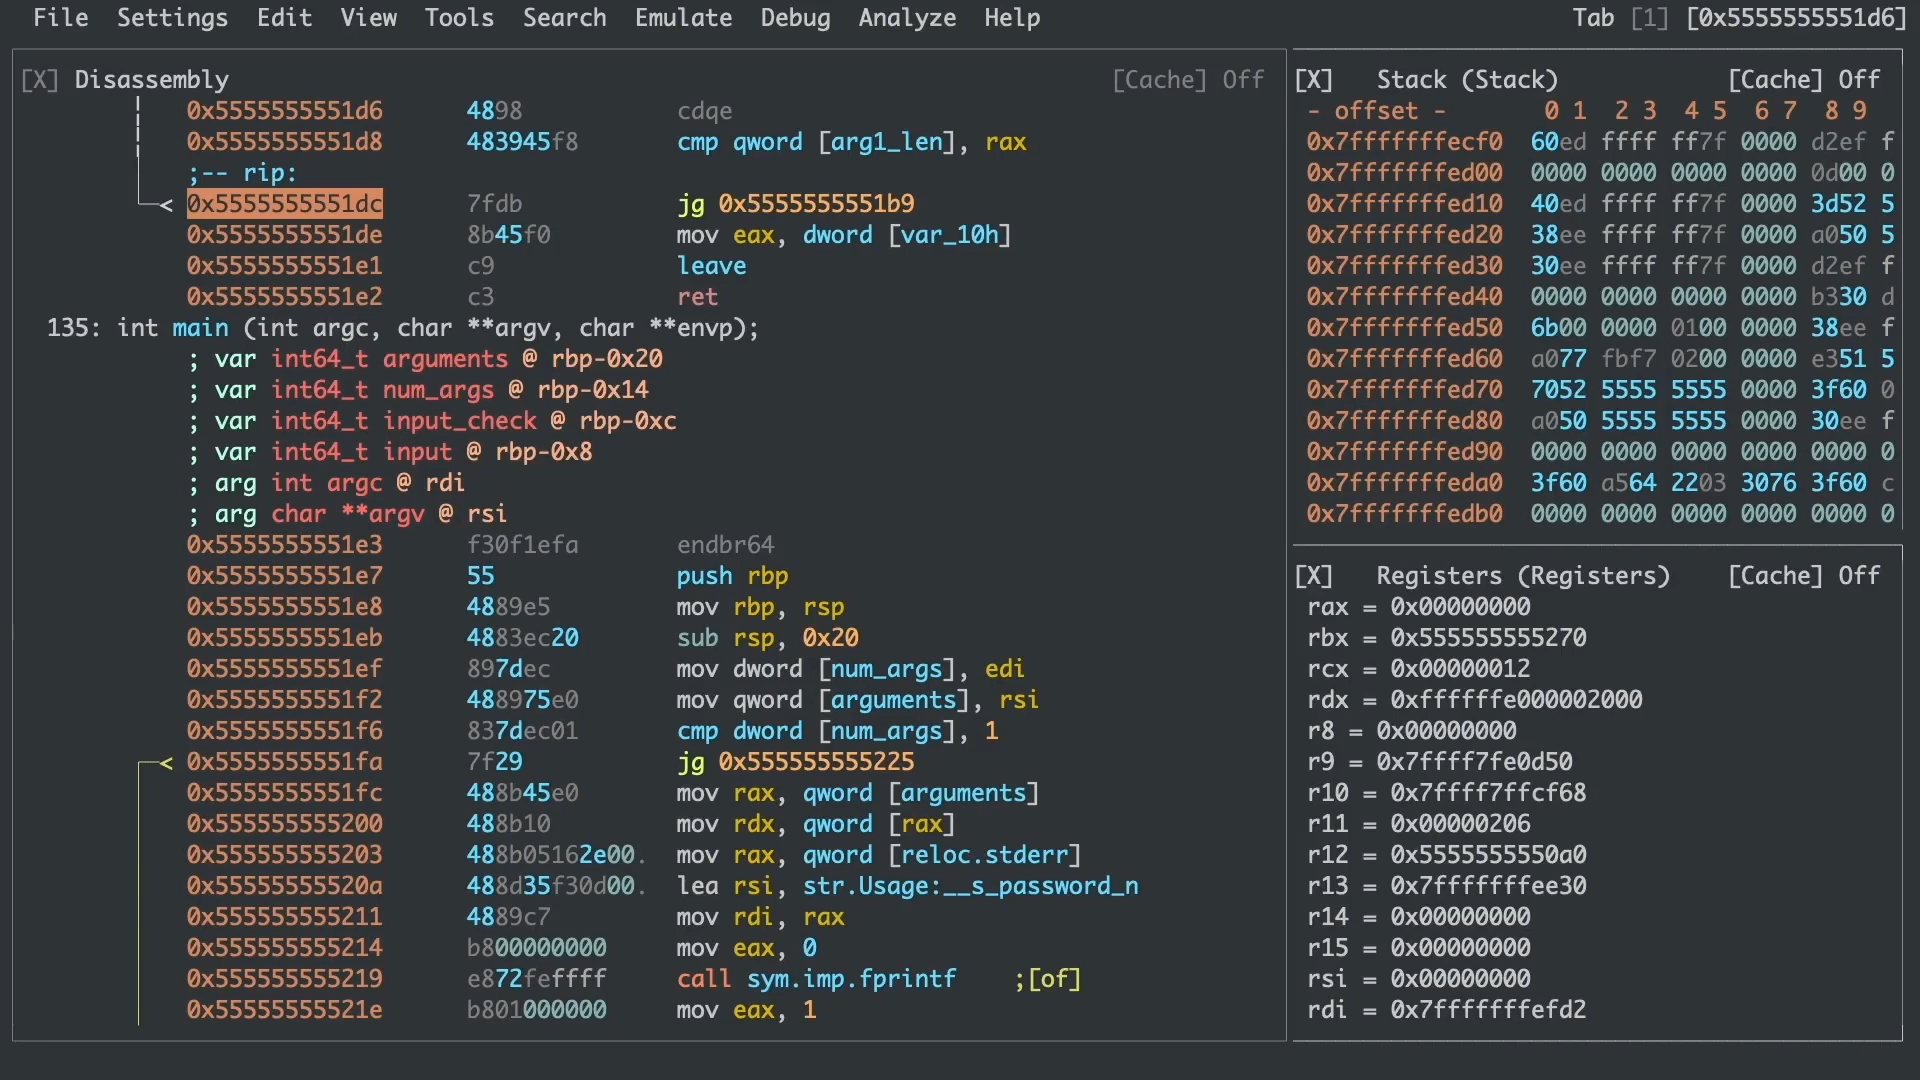 File Settings Edit View Tools Search Emulate Debug Analyze Help Tab [1] [0x5555555551d6]
[X] Disassembly [Cache] Off
0x5555555551d6 4898 cdqe
0x5555555551d8 483945f8 cmp qword [arg1_len], rax
;-- rip:
< 0x5555555551dc 7fdb jg 0x5555555551b9
0x5555555551de 8b45f0 mov eax, dword [var_10h]
0x5555555551e1 c9 leave
0x5555555551e2 c3 ret
135: int main (int argc, char **argv, char **envp);
; var int64_t arguments @ rbp-0x20
; var int64_t num_args @ rbp-0x14
; var int64_t input_check @ rbp-0xc
; var int64_t input @ rbp-0x8
; arg int argc @ rdi
; arg char **argv @ rsi
0x5555555551e3 f30f1efa endbr64
0x5555555551e7 55 push rbp
0x5555555551e8 4889e5 mov rbp, rsp
0x5555555551eb 4883ec20 sub rsp, 0x20
0x5555555551ef 897dec mov dword [num_args], edi
0x5555555551f2 488975e0 mov qword [arguments], rsi
0x5555555551f6 837dec01 cmp dword [num_args], 1
< 0x5555555551fa 7f29 jg 0x555555555225
0x5555555551fc 488b45e0 mov rax, qword [arguments]
0x555555555200 488b10 mov rdx, qword [rax]
0x555555555203 488b05162e00. mov rax, qword [reloc.stderr]
0x55555555520a 488d35f30d00. lea rsi, str.Usage:__s_password_n
0x555555555211 4889c7 mov rdi, rax
0x555555555214 b800000000 mov eax, 0
0x555555555219 e872feffff call sym.imp.fprintf ;[of]
0x55555555521e b801000000 mov eax, 1
[X] Stack (Stack) [Cache] Off
- offset - 0 1 2 3 4 5 6 7 8 9
0x7fffffffecf0 60ed ffff ff7f 0000 d2ef f
0x7fffffffed00 0000 0000 0000 0000 0d00 0
0x7fffffffed10 40ed ffff ff7f 0000 3d52 5
0x7fffffffed20 38ee ffff ff7f 0000 a050 5
0x7fffffffed30 30ee ffff ff7f 0000 d2ef f
0x7fffffffed40 0000 0000 0000 0000 b330 d
0x7fffffffed50 6b00 0000 0100 0000 38ee f
0x7fffffffed60 a077 fbf7 0200 0000 e351 5
0x7fffffffed70 7052 5555 5555 0000 3f60 0
0x7fffffffed80 a050 5555 5555 0000 30ee f
0x7fffffffed90 0000 0000 0000 0000 0000 0
0x7fffffffeda0 3f60 a564 2203 3076 3f60 c
0x7fffffffedb0 0000 0000 0000 0000 0000 0
[X] Registers (Registers) [Cache] Off
rax = 0x00000000
rbx = 0x555555555270
rcx = 0x00000012
rdx = 0xffffffe000002000
r8 = 0x00000000
r9 = 0x7ffff7fe0d50
r10 = 0x7ffff7ffcf68
r11 = 0x00000206
r12 = 0x5555555550a0
r13 = 0x7fffffffee30
r14 = 0x00000000
r15 = 0x00000000
rsi = 0x00000000
rdi = 0x7fffffffefd2